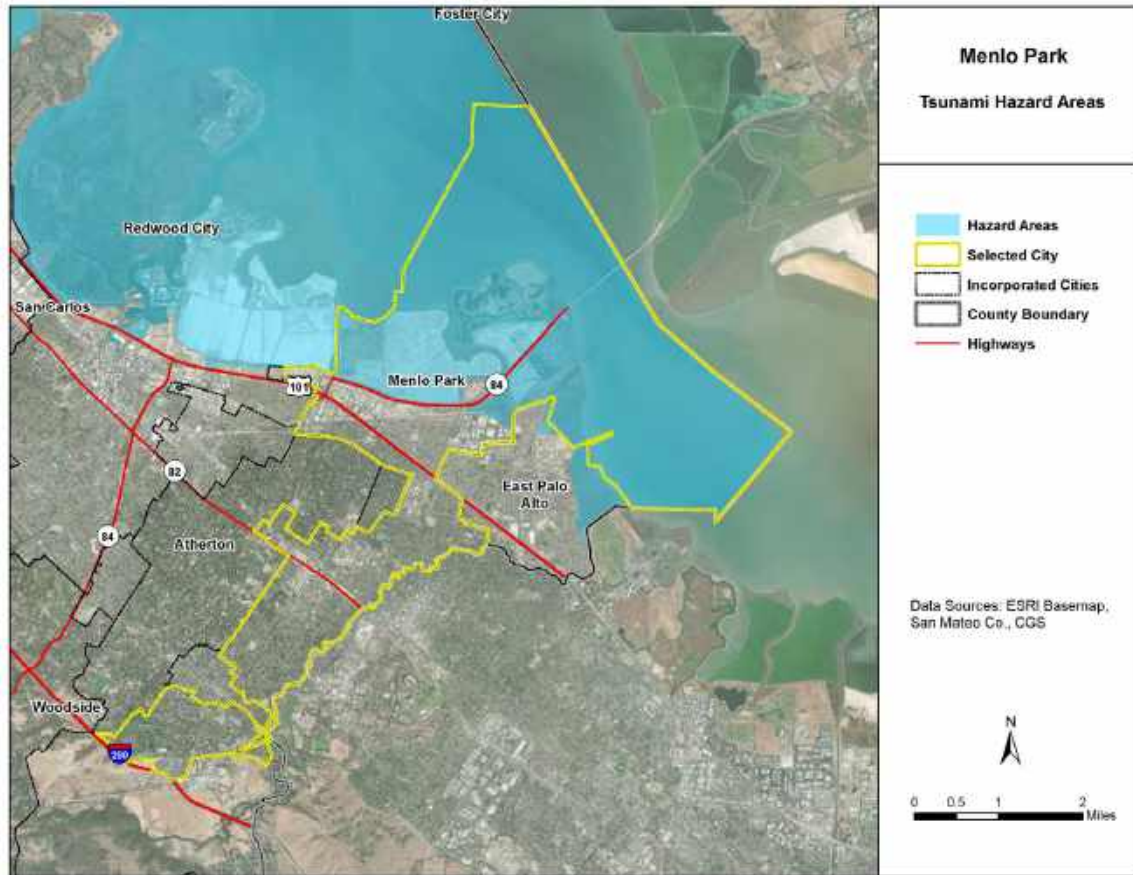 Foster City
Redwood City
San Carlos
101
Menlo Park
84
82
East Palo
Alto
84
Atherton
Woodside
280
Menlo Park
Tsunami Hazard Areas
Hazard Areas
Selected City
Incorporated Cities
County Boundary
Highways
Data Sources: ESRI Basemap,
San Mateo Co., CGS
N
0 0.5 1 2
Miles